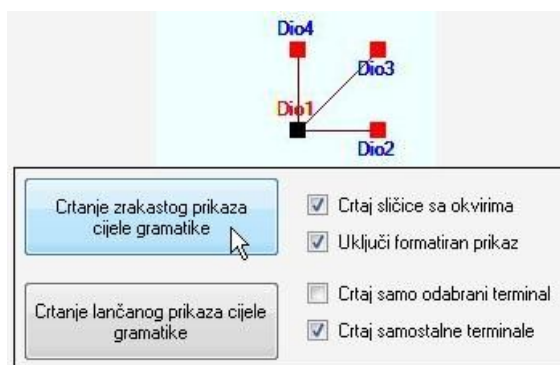 Dio4
Dio3
Dio1
Dio2
Crtanje zrakastog prikaza
cijele gramatike
Crtaj sličice sa okvirima
Uključi formatiran prikaz
Crtanje lančanog prikaza cijele
gramatike
Crtaj samo odabrani terminal
Crtaj samostalne terminale